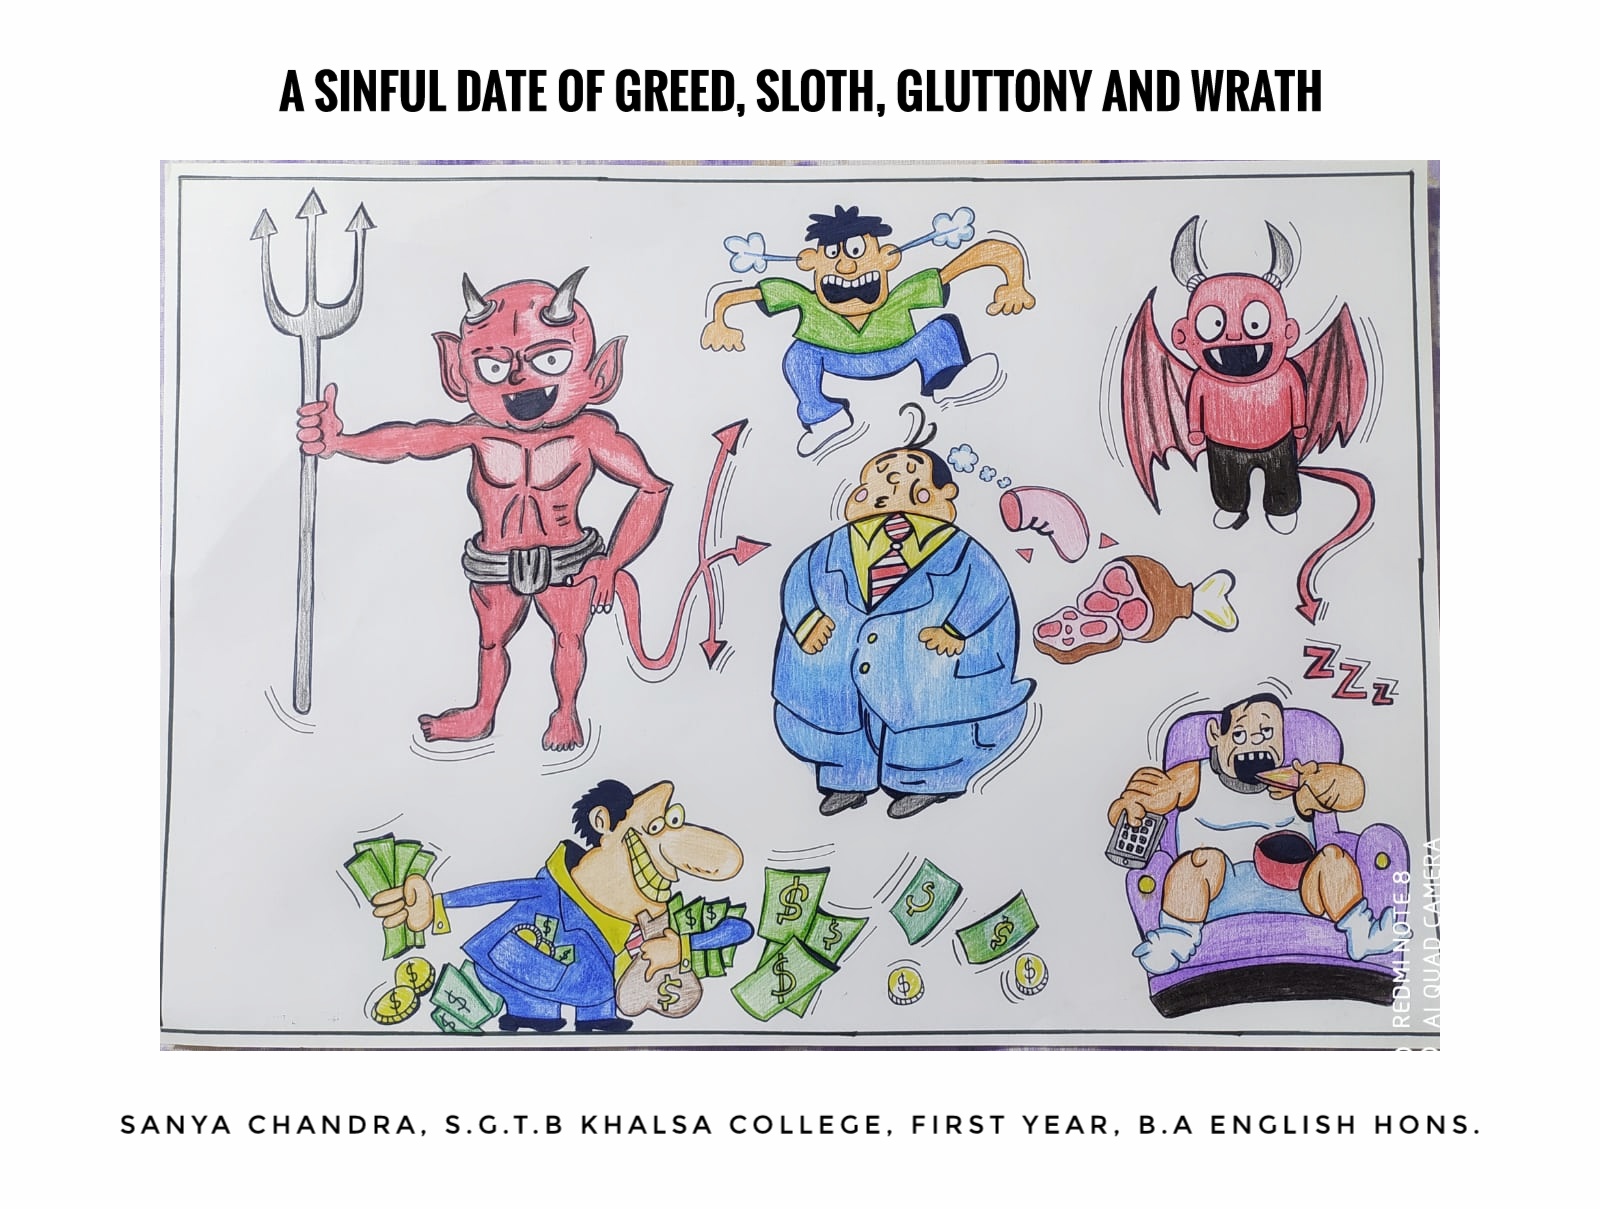 A SINFUL DATE OF GREED, SLOTH, GLUTTONY AND WRATH
Z Z Z
$ $
$
$
$
$
$
$
$
$
$
$
REDMI NOTE 8
AI QUAD CAMERA
SANYA CHANDRA, S.G.T.B KHALSA COLLEGE, FIRST YEAR, B.A ENGLISH HONS.